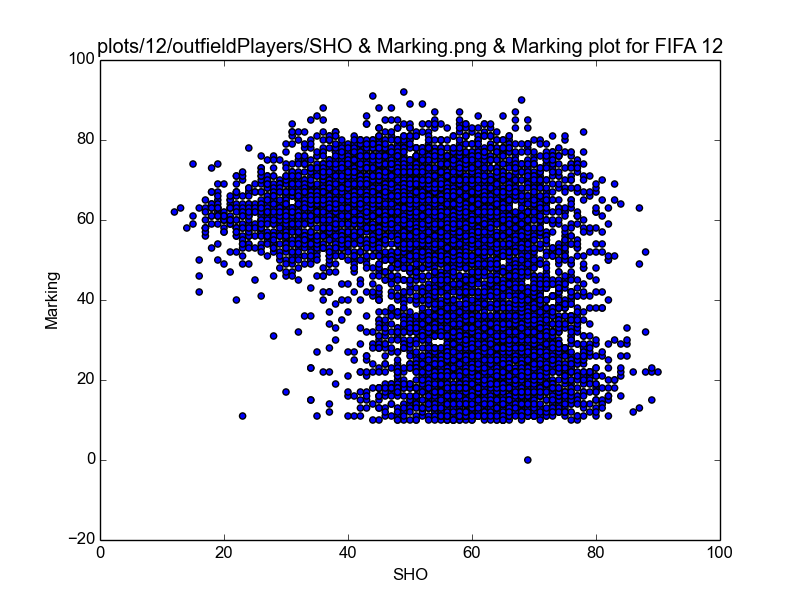 plots/12/outfieldPlayers/SHO & Marking.png & Marking plot for FIFA 12
100
80
60
40
20
0
−20
Marking
0 20 40 60 80 100
SHO